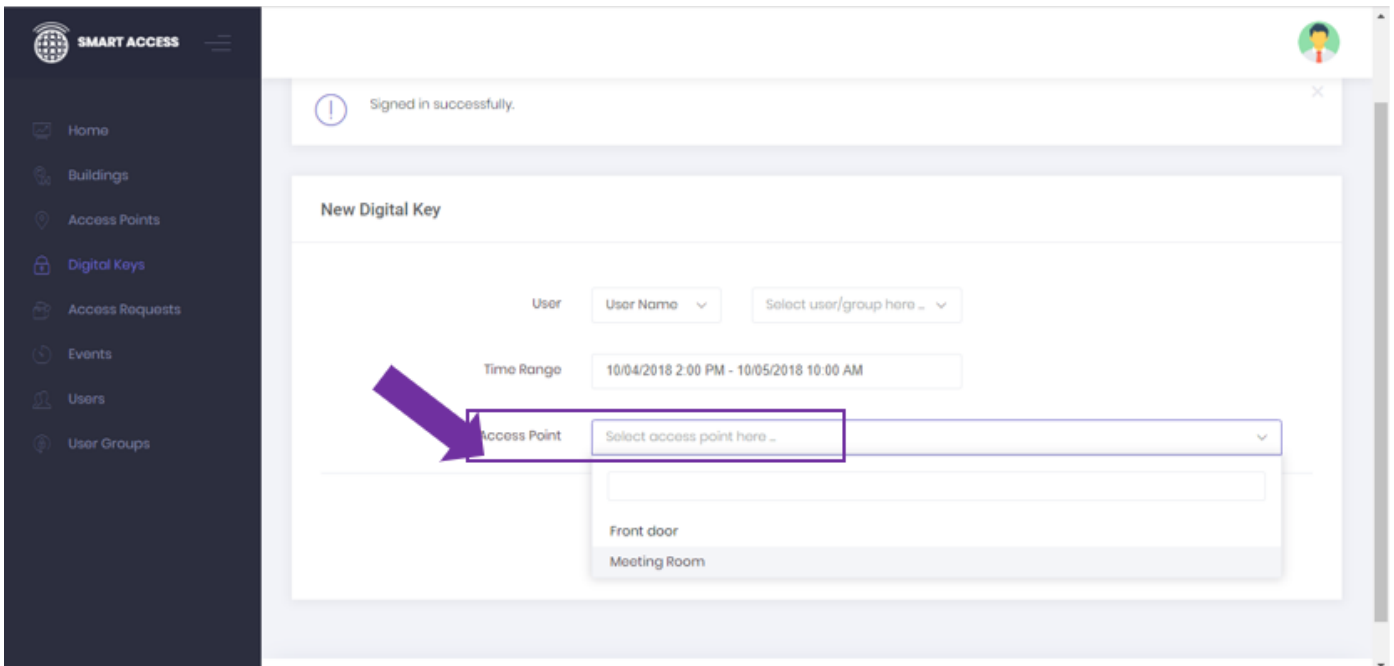 SMART ACCESS
Home
Buildings
Access Points
Digital Keys
Access Requests
Events
Users
User Groups
Signed in successfully.
New Digital Key
User User Name Select user/group here ...
Time Range 10/04/2018 2:00 PM - 10/05/2018 10:00 AM
Access Point Select access point here ...
Front door
Meeting Room